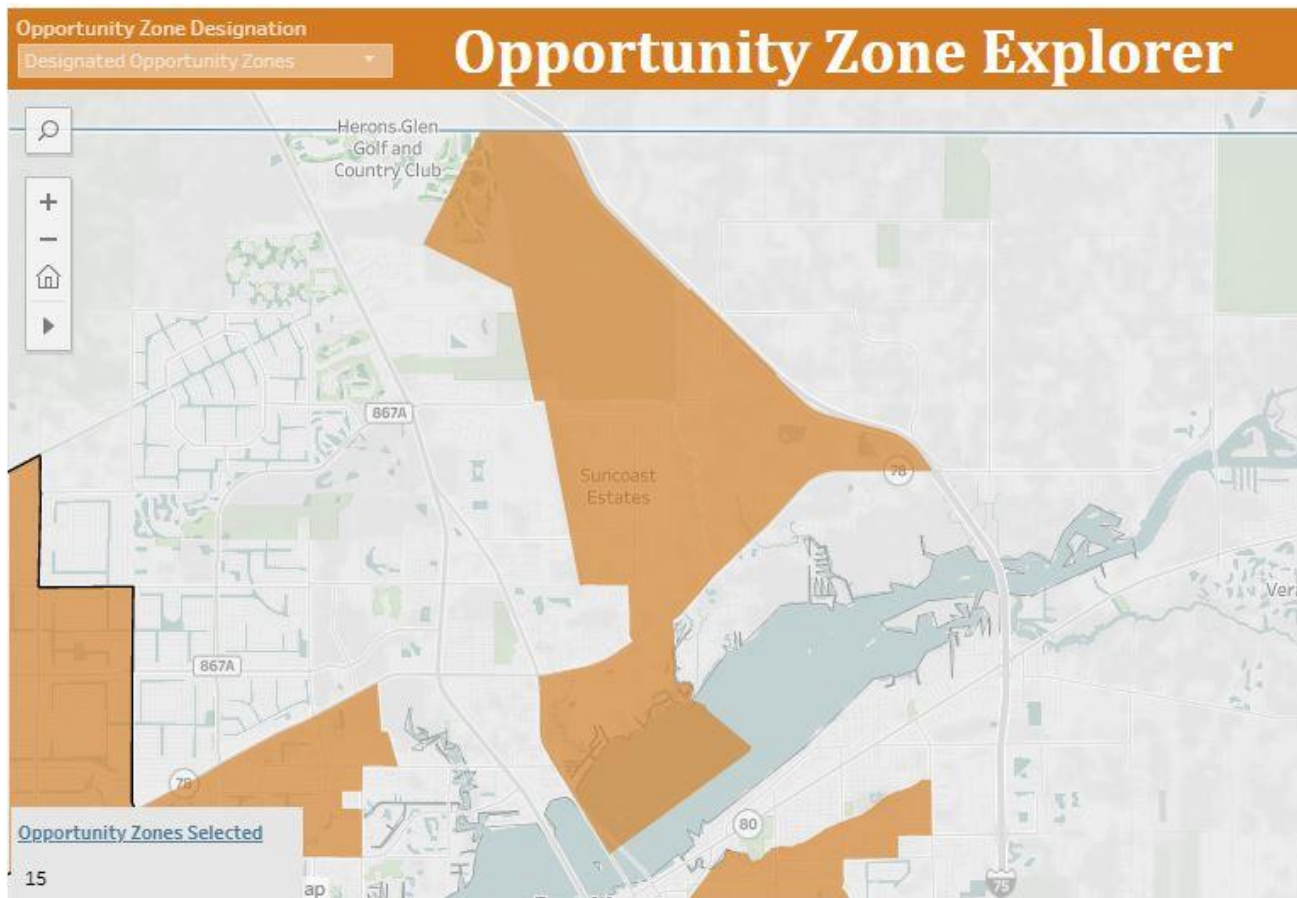 Opportunity Zone Designation
Designated Opportunity Zones
Opportunity Zone Explorer
Herons Glen
Golf and
Country Club
867A
Suncoast
Estates
78
867A
78
80
75
Opportunity Zones Selected
15